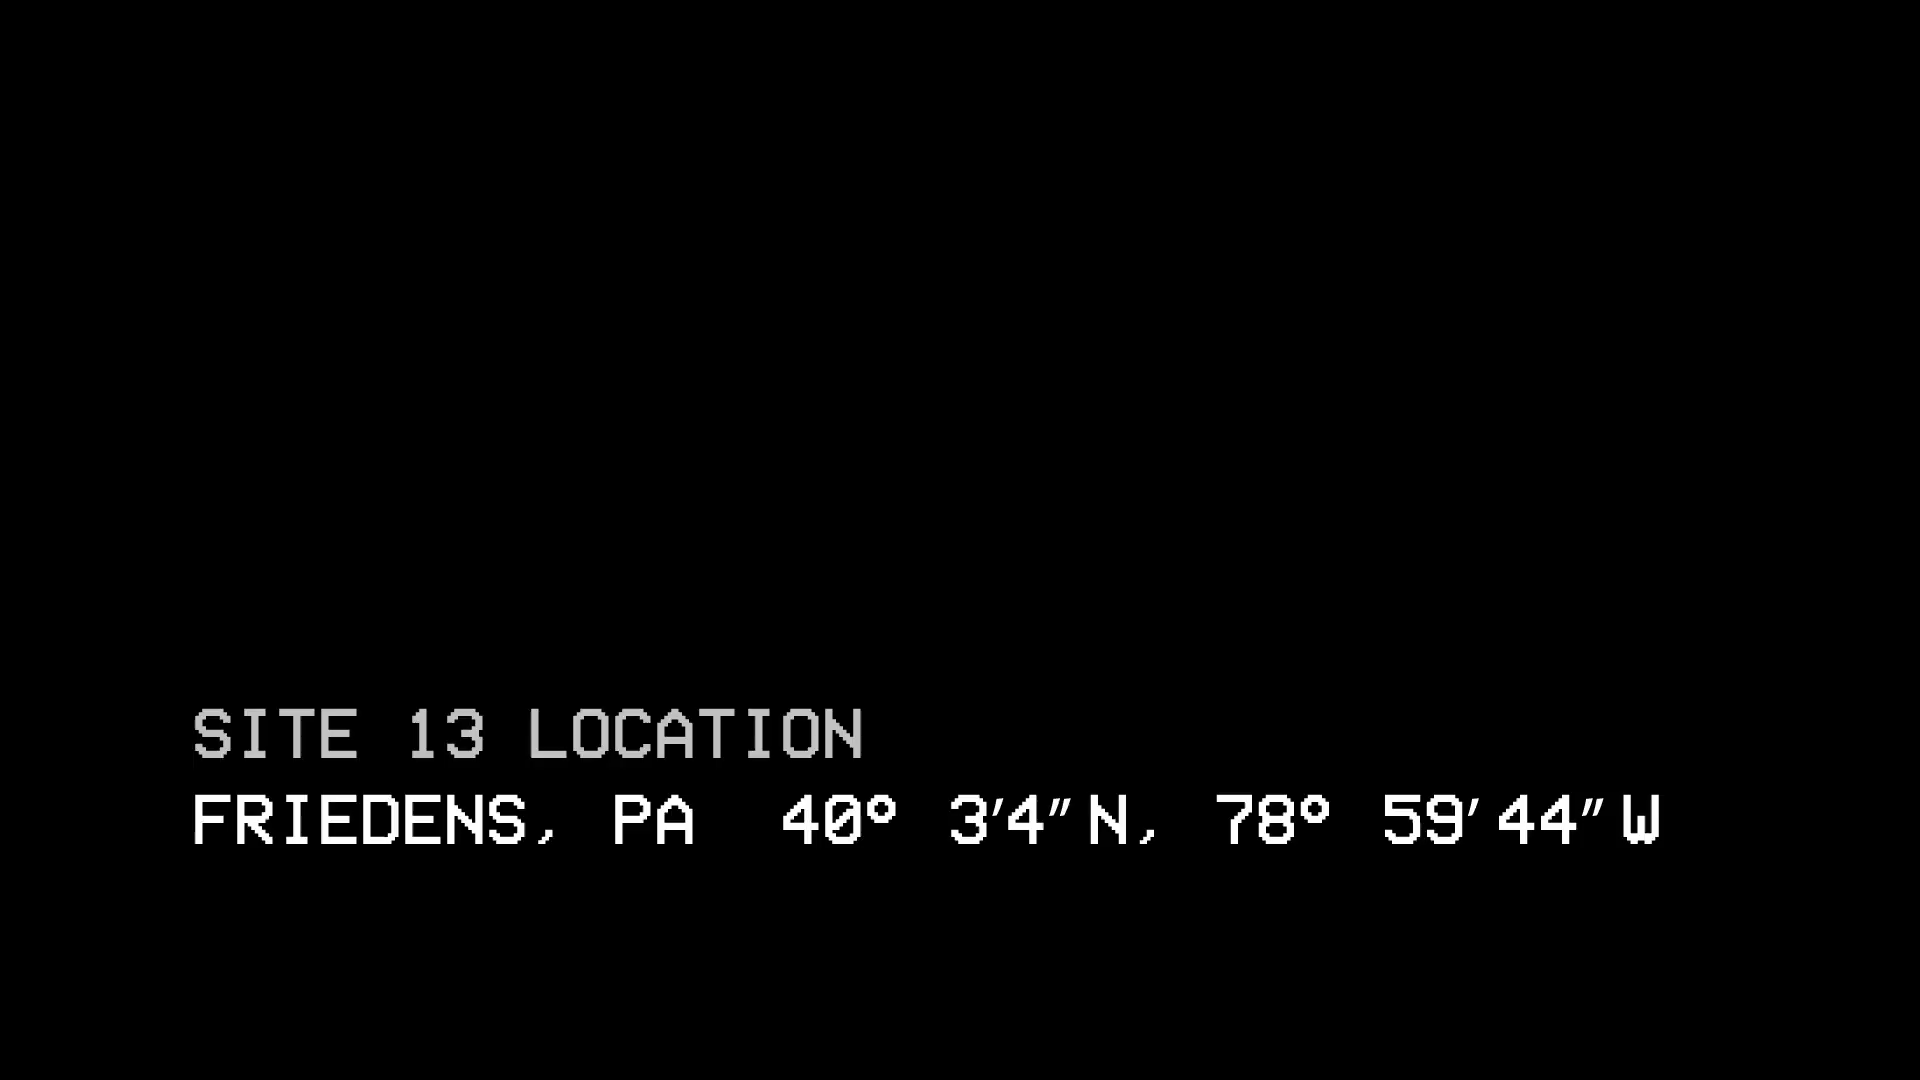 SITE 13 LOCATION
FRIEDENS, PA  40° 3′4″N, 78° 59′44″W